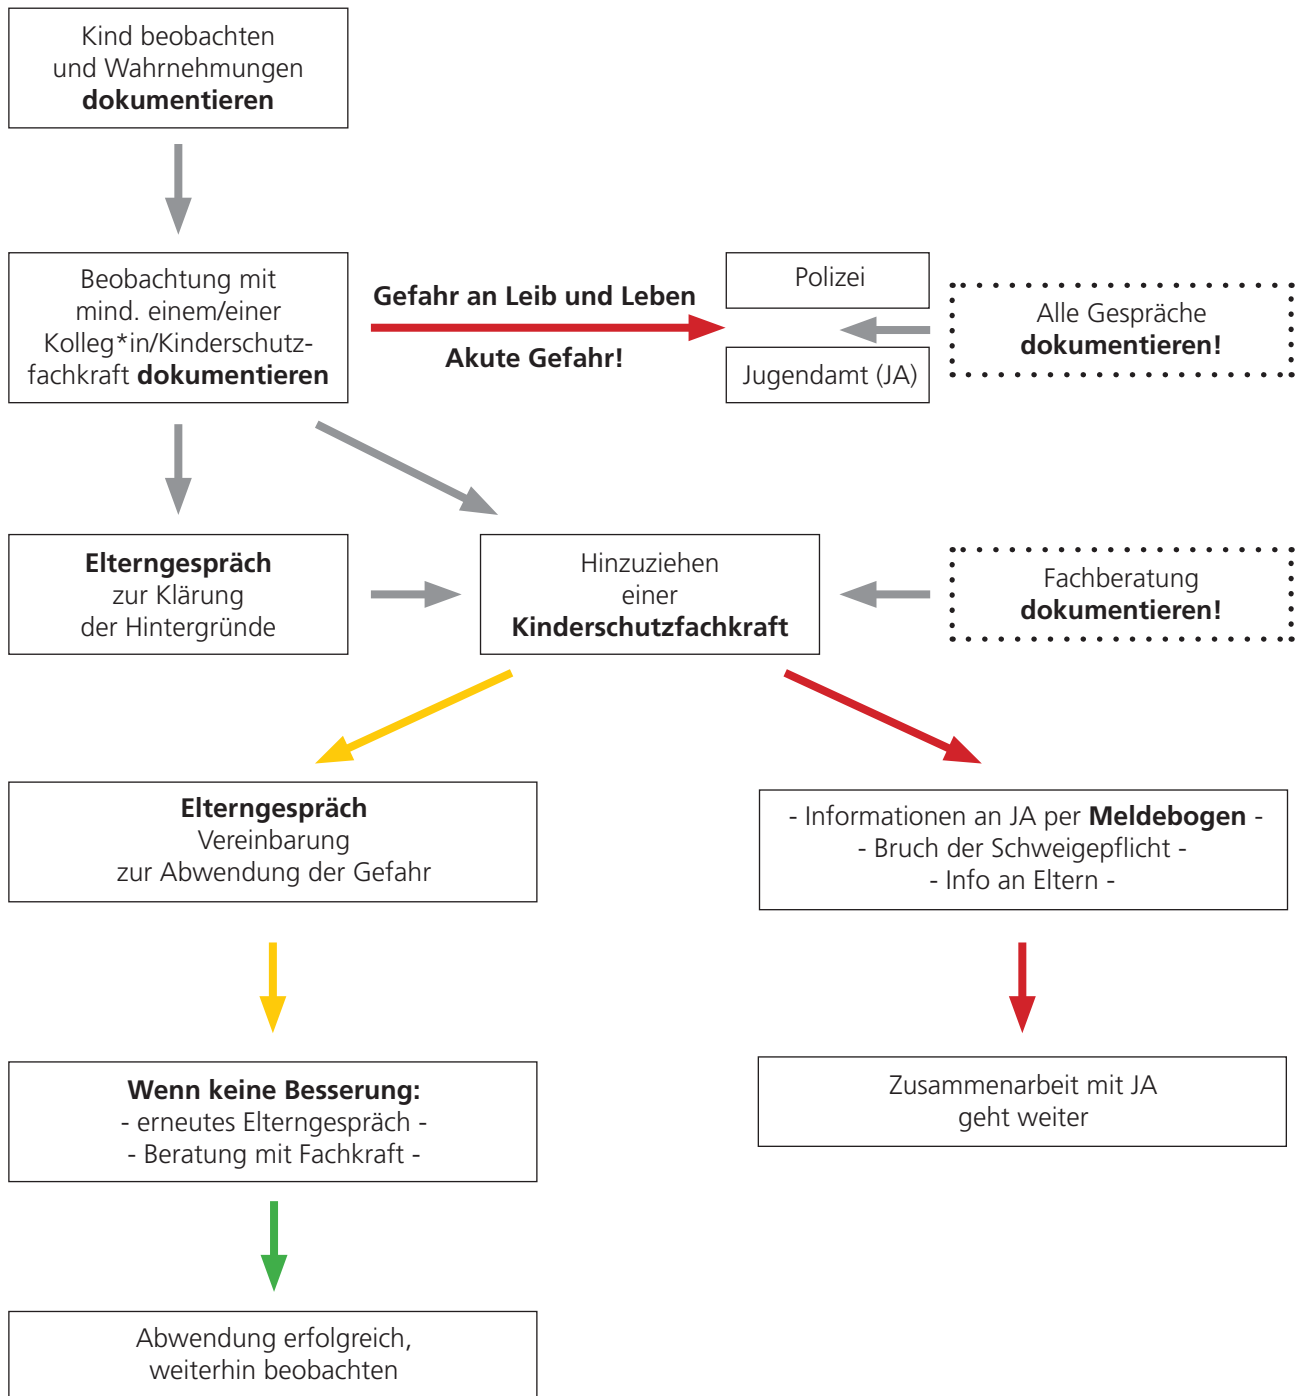 Kind beobachten
und Wahrnehmungen
dokumentieren
Beobachtung mit
mind. einem/einer
Kolleg*in/Kinderschutz-
fachkraft dokumentieren
Gefahr an Leib und Leben
Akute Gefahr!
Polizei
Jugendamt (JA)
Alle Gespräche
dokumentieren!
Elterngespräch
zur Klärung
der Hintergründe
Hinzuziehen
einer
Kinderschutzfachkraft
Fachberatung
dokumentieren!
Elterngespräch
Vereinbarung
zur Abwendung der Gefahr
- Informationen an JA per Meldebogen -
- Bruch der Schweigepflicht -
- Info an Eltern -
Wenn keine Besserung:
- erneutes Elterngespräch -
- Beratung mit Fachkraft -
Zusammenarbeit mit JA
geht weiter
Abwendung erfolgreich,
weiterhin beobachten